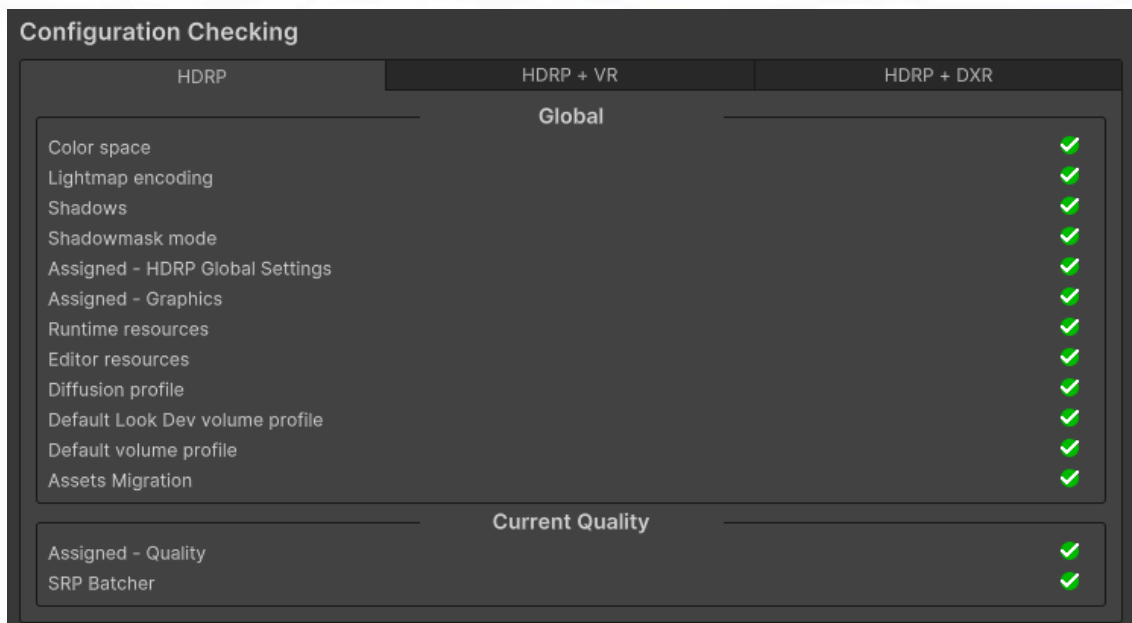 Configuration Checking
HDRP HDRP + VR HDRP + DXR
Global
Color space
Lightmap encoding
Shadows
Shadowmask mode
Assigned - HDRP Global Settings
Assigned - Graphics
Runtime resources
Editor resources
Diffusion profile
Default Look Dev volume profile
Default volume profile
Assets Migration
Current Quality
Assigned - Quality
SRP Batcher